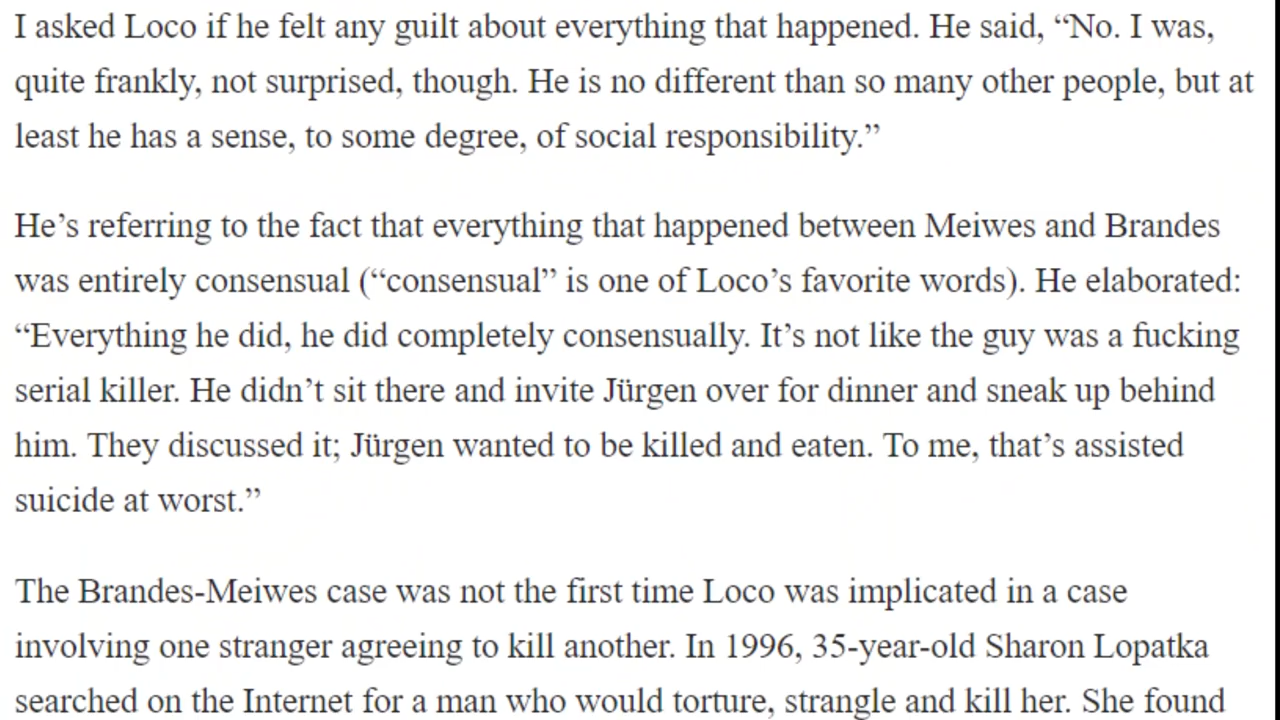 I asked Loco if he felt any guilt about everything that happened. He said, “No. I was,
quite frankly, not surprised, though. He is no different than so many other people, but at
least he has a sense, to some degree, of social responsibility.”
He’s referring to the fact that everything that happened between Meiwes and Brandes
was entirely consensual (“consensual” is one of Loco’s favorite words). He elaborated:
“Everything he did, he did completely consensually. It’s not like the guy was a fucking
serial killer. He didn’t sit there and invite Jürgen over for dinner and sneak up behind
him. They discussed it; Jürgen wanted to be killed and eaten. To me, that’s assisted
suicide at worst.”
The Brandes-Meiwes case was not the first time Loco was implicated in a case
involving one stranger agreeing to kill another. In 1996, 35-year-old Sharon Lopatka
searched on the Internet for a man who would torture, strangle and kill her. She found